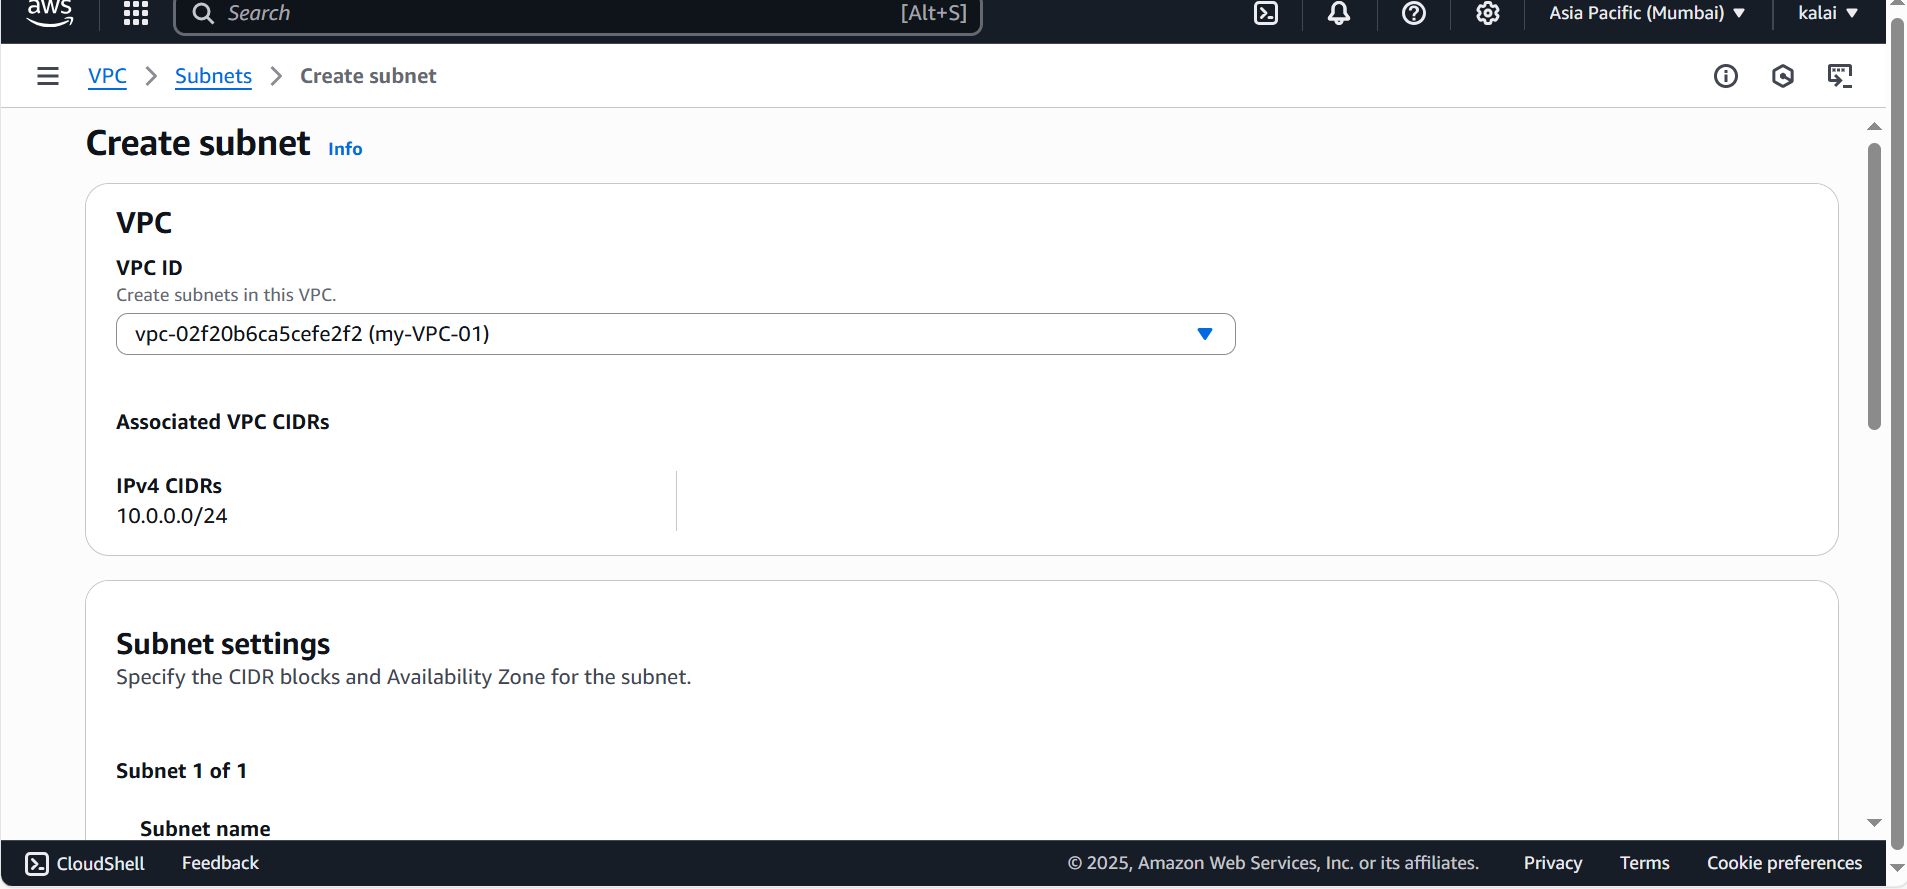 aws
Search [Alt+S]
Asia Pacific (Mumbai) kalai
VPC Subnets Create subnet
Create subnet Info
VPC
VPC ID
Create subnets in this VPC.
vpc-02f20b6ca5cefe2f2 (my-VPC-01)
Associated VPC CIDRs
IPv4 CIDRs
10.0.0.0/24
Subnet settings
Specify the CIDR blocks and Availability Zone for the subnet.
Subnet 1 of 1
Subnet name
CloudShell Feedback © 2025, Amazon Web Services, Inc. or its affiliates. Privacy Terms Cookie preferences